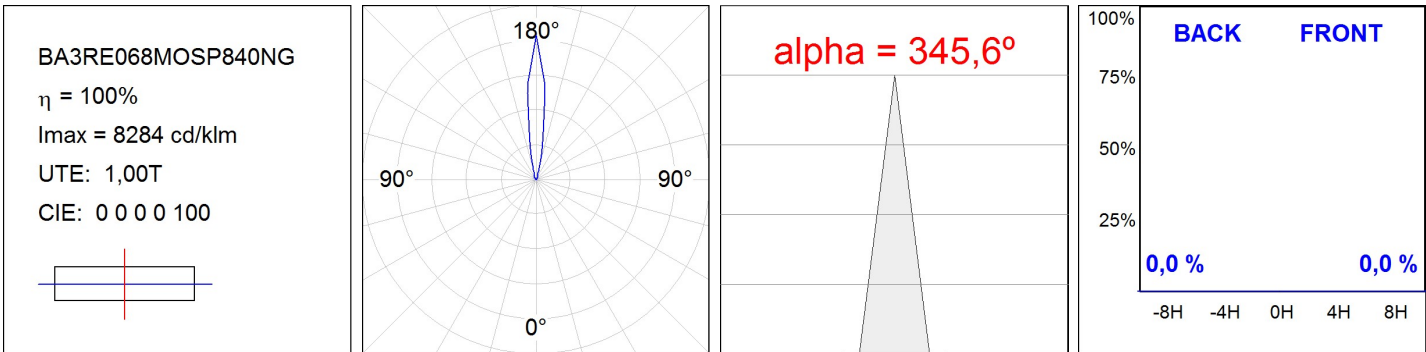 BA3RE068MOSP840NG
η = 100%
Imax = 8284 cd/klm
UTE: 1,00T
CIE: 0 0 0 0 100
180°
90°
90°
0°
alpha = 345,6º
100%
BACK
FRONT
75%
50%
25%
0,0 %
0,0 %
-8H
-4H
0H
4H
8H